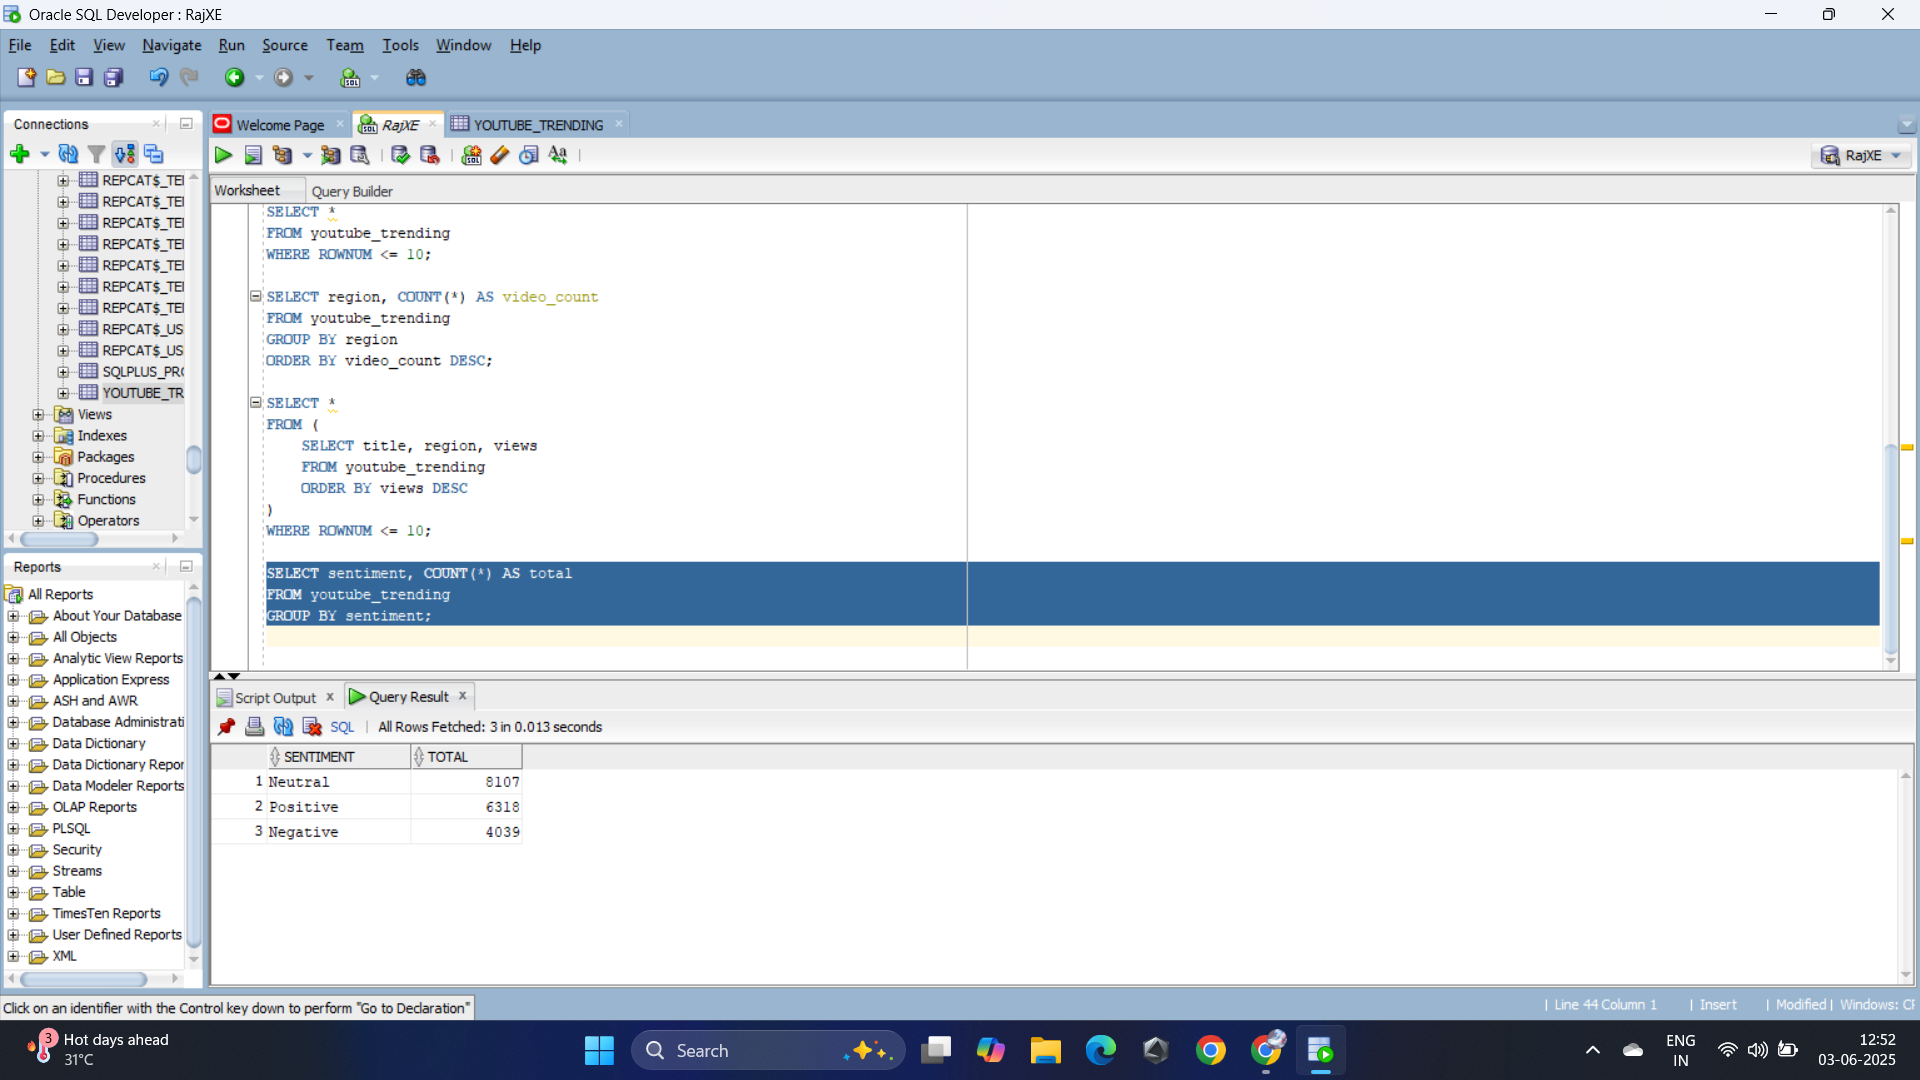 Oracle SQL Developer : RajXE
File Edit View Navigate Run Source Team Tools Window Help
Connections
Welcome Page RajXE YOUTUBE_TRENDING
RajXE
Worksheet Query Builder
REPCAT$_TEI
REPCAT$_TEI
REPCAT$_TEI
REPCAT$_TEI
REPCAT$_TEI
REPCAT$_TEI
REPCAT$_TEI
REPCAT$_US
REPCAT$_US
SQLPLUS_PR
YOUTUBE_TR
Views
Indexes
Packages
Procedures
Functions
Operators
SELECT *
FROM youtube_trending
WHERE ROWNUM <= 10;
SELECT region, COUNT(*) AS video_count
FROM youtube_trending
GROUP BY region
ORDER BY video_count DESC;
SELECT *
FROM (
SELECT title, region, views
FROM youtube_trending
ORDER BY views DESC
)
WHERE ROWNUM <= 10;
SELECT sentiment, COUNT(*) AS total
FROM youtube_trending
GROUP BY sentiment;
Reports
All Reports
About Your Database
All Objects
Analytic View Reports
Application Express
ASH and AWR
Database Administrati
Data Dictionary
Data Dictionary Repor
Data Modeler Reports
OLAP Reports
PLSQL
Security
Streams
Table
TimesTen Reports
User Defined Reports
XML
Script Output Query Result
SQL All Rows Fetched: 3 in 0.013 seconds
SENTIMENT TOTAL
1 Neutral 8107
2 Positive 6318
3 Negative 4039
Click on an identifier with the Control key down to perform "Go to Declaration"
Line 44 Column 1 Insert Modified Windows: CF
3
Hot days ahead
31°C
Search
ENG
IN
12:52
03-06-2025